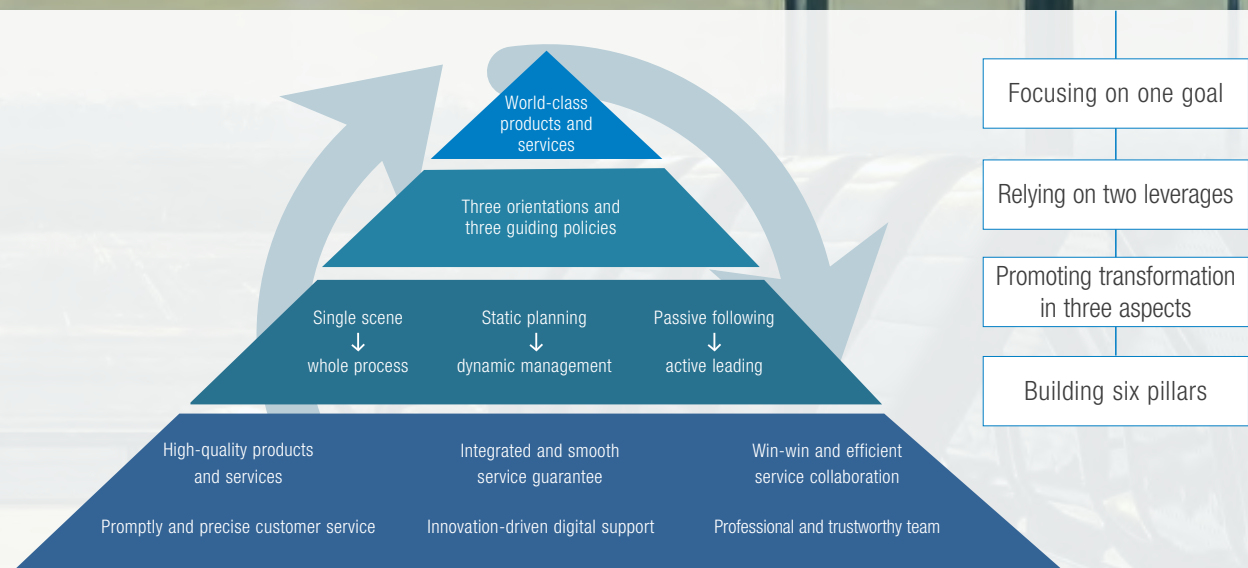 World-class
products and
services
Three orientations and
three guiding policies
Single scene
↓
whole process
Static planning
↓
dynamic management
Passive following
↓
active leading
High-quality products
and services
Integrated and smooth
service guarantee
Win-win and efficient
service collaboration
Promptly and precise customer service
Innovation-driven digital support
Professional and trustworthy team
Focusing on one goal
Relying on two leverages
Promoting transformation
in three aspects
Building six pillars